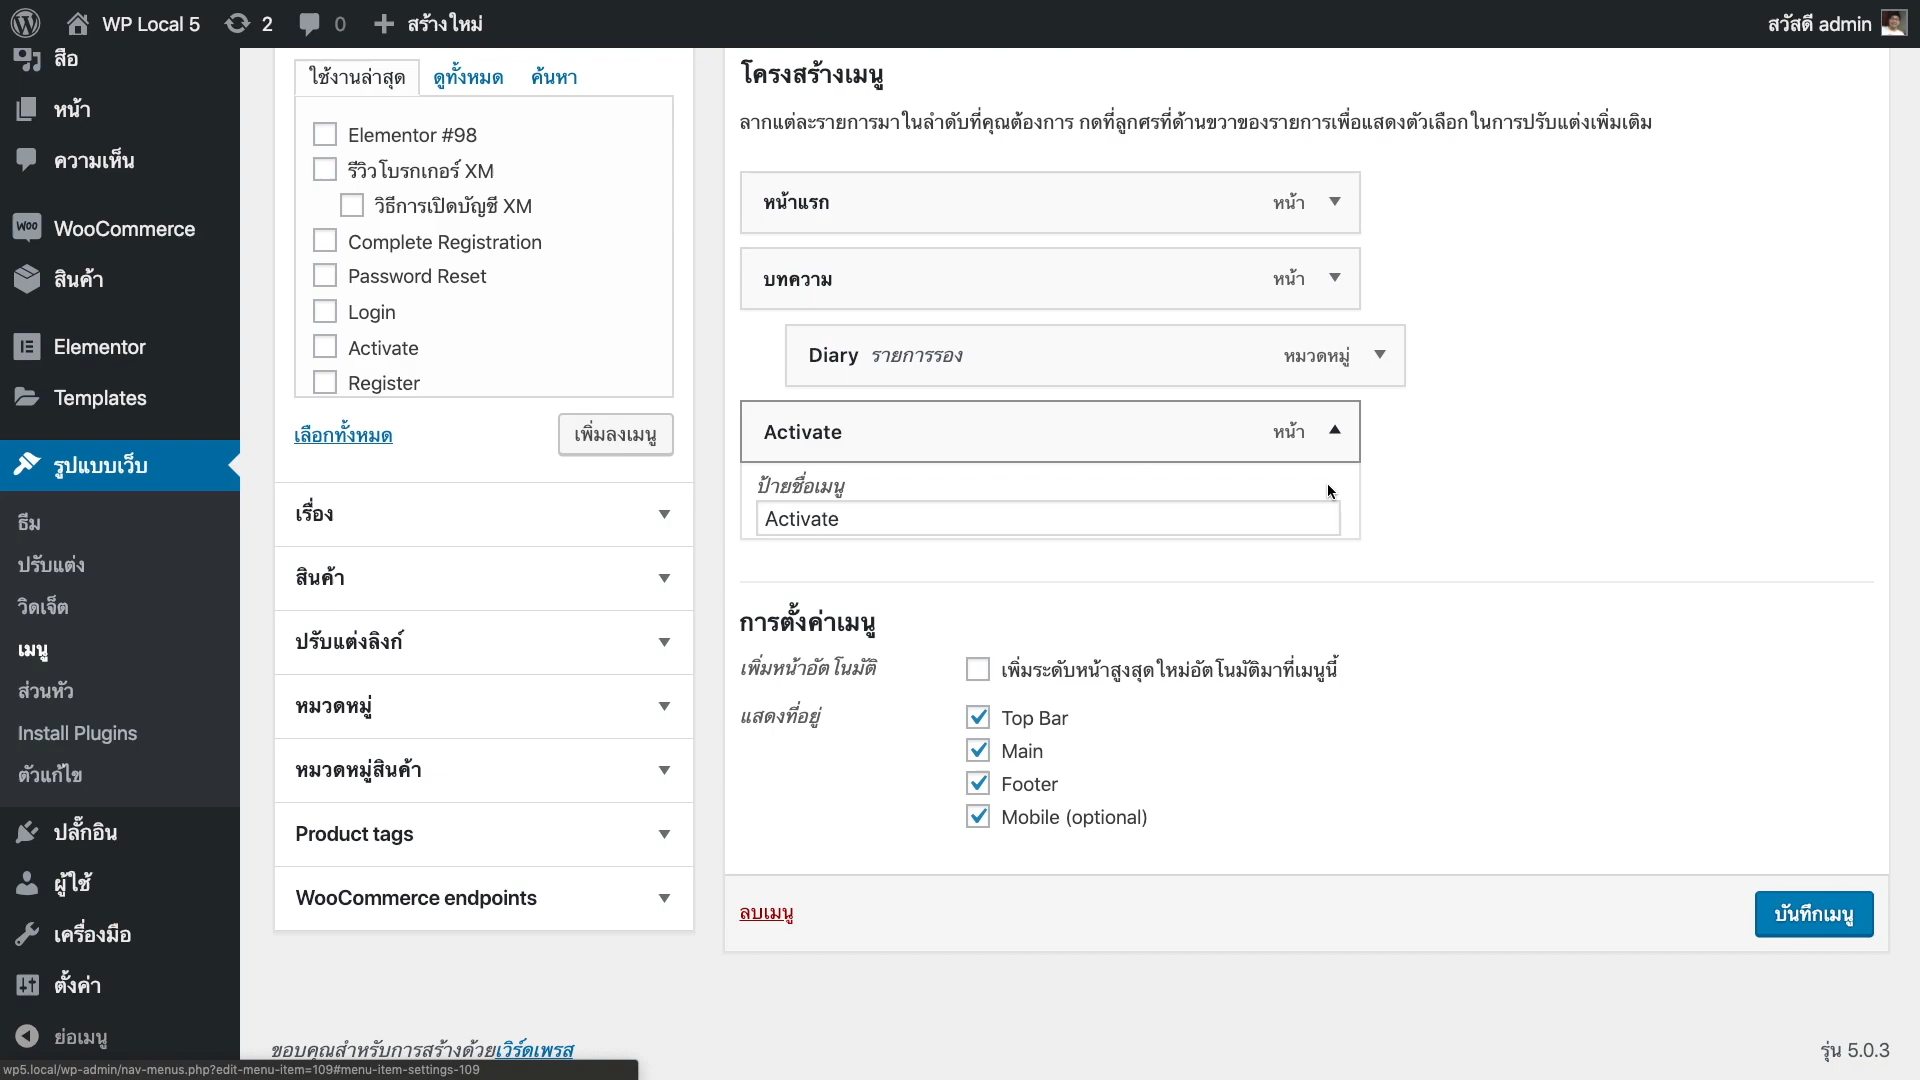 WP Local 5
2
0
สร้างใหม่
สวัสดี admin
สื่อ
หน้า
ความเห็น
WooCommerce
สินค้า
Elementor
Templates
รูปแบบเว็บ
ธีม
ปรับแต่ง
วิดเจ็ต
เมนู
ส่วนหัว
Install Plugins
ตัวแก้ไข
ปลั๊กอิน
ผู้ใช้
เครื่องมือ
ตั้งค่า
ย่อเมนู
ใช้งานล่าสุด
ดูทั้งหมด
ค้นหา
Elementor #98
รีวิวโบรกเกอร์ XM
วิธีการเปิดบัญชี XM
Complete Registration
Password Reset
Login
Activate
Register
เลือกทั้งหมด
เพิ่มลงเมนู
เรื่อง
สินค้า
ปรับแต่งลิงก์
หมวดหมู่
หมวดหมู่สินค้า
Product tags
WooCommerce endpoints
โครงสร้างเมนู
ลากแต่ละรายการมาในลำดับที่คุณต้องการ กดที่ลูกศรที่ด้านขวาของรายการเพื่อแสดงตัวเลือกในการปรับแต่งเพิ่มเติม
หน้าแรก หน้า
บทความ หน้า
Diary รายการรอง หมวดหมู่
Activate หน้า
ป้ายชื่อเมนู
Activate
การตั้งค่าเมนู
เพิ่มหน้าอัตโนมัติ
เพิ่มระดับหน้าสูงสุดใหม่อัตโนมัติมาที่เมนูนี้
แสดงที่อยู่
Top Bar
Main
Footer
Mobile (optional)
ลบเมนู
บันทึกเมนู
ขอบคุณสำหรับการสร้างด้วยเวิร์ดเพรส
รุ่น 5.0.3
wp5.local/wp-admin/nav-menus.php?edit-menu-item=109#menu-item-settings-109